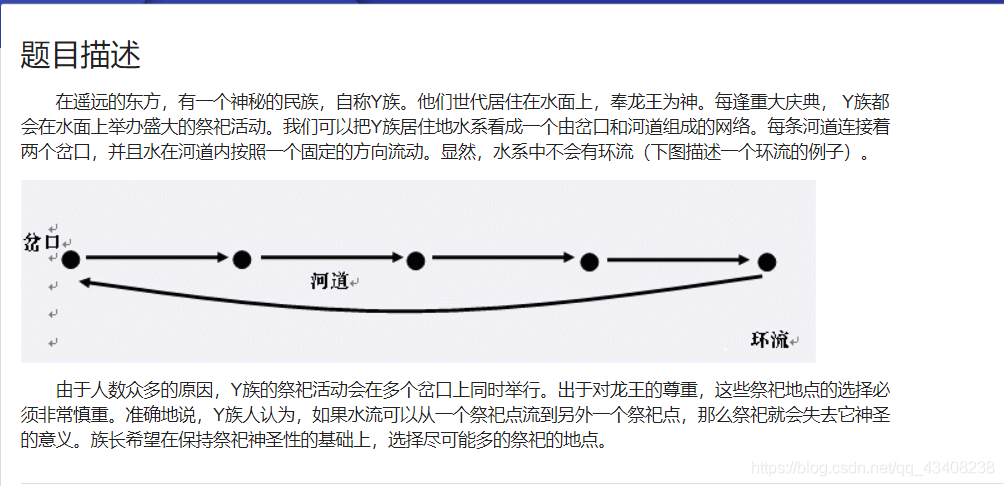 题目描述
在遥远的东方，有一个神秘的民族，自称Y族。他们世代居住在水面上，奉龙王为神。每逢重大庆典， Y族都
会在水面上举办盛大的祭祀活动。我们可以把Y族居住地水系看成一个由岔口和河道组成的网络。每条河道连接着
两个岔口，并且水在河道内按照一个固定的方向流动。显然，水系中不会有环流（下图描述一个环流的例子）。
岔口
河道
环流
由于人数众多的原因，Y族的祭祀活动会在多个岔口上同时举行。出于对龙王的尊重，这些祭祀地点的选择必
须非常慎重。准确地说，Y族人认为，如果水流可以从一个祭祀点流到另外一个祭祀点，那么祭祀就会失去它神圣
的意义。族长希望在保持祭祀神圣性的基础上，选择尽可能多的祭祀的地点。
https://blog.csdn.net/qq_43408238